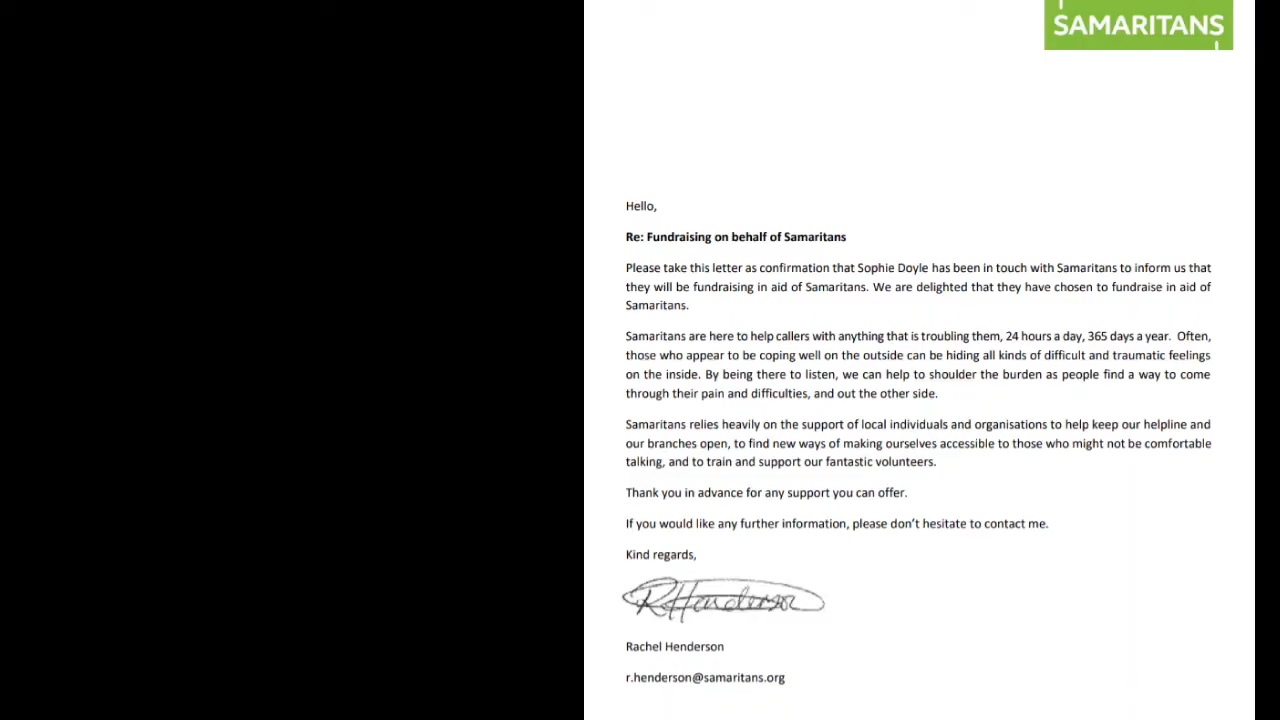 SAMARITANS
Hello,
Re: Fundraising on behalf of Samaritans
Please take this letter as confirmation that Sophie Doyle has been in touch with Samaritans to inform us that
they will be fundraising in aid of Samaritans. We are delighted that they have chosen to fundraise in aid of
Samaritans.
Samaritans are here to help callers with anything that is troubling them, 24 hours a day, 365 days a year.  Often,
those who appear to be coping well on the outside can be hiding all kinds of difficult and traumatic feelings
on the inside. By being there to listen, we can help to shoulder the burden as people find a way to come
through their pain and difficulties, and out the other side.
Samaritans relies heavily on the support of local individuals and organisations to help keep our helpline and
our branches open, to find new ways of making ourselves accessible to those who might not be comfortable
talking, and to train and support our fantastic volunteers.
Thank you in advance for any support you can offer.
If you would like any further information, please don’t hesitate to contact me.
Kind regards,
RHenderson
Rachel Henderson
r.henderson@samaritans.org